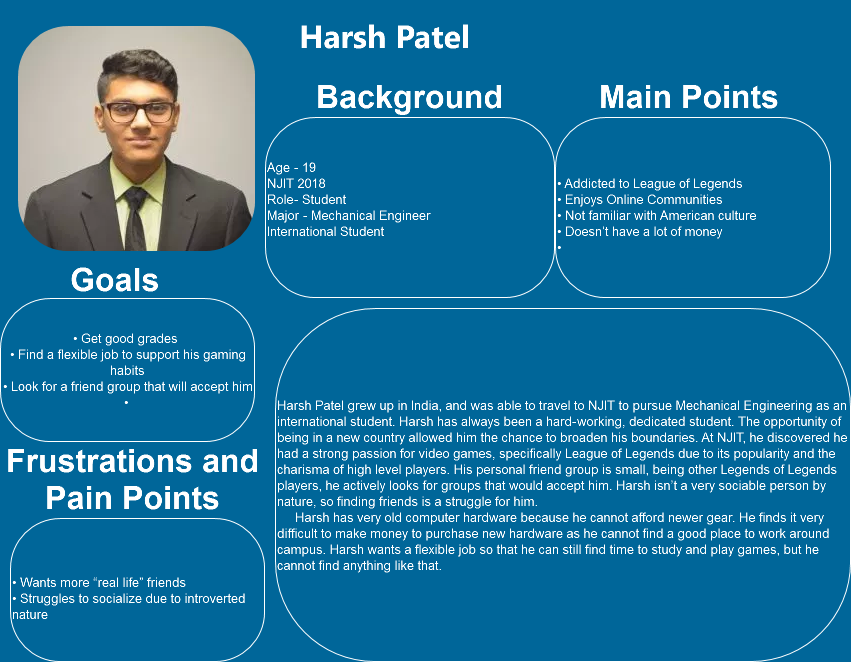 Harsh Patel
Background
Age - 19
NJIT 2018
Role- Student
Major - Mechanical Engineer
International Student
Main Points
• Addicted to League of Legends
• Enjoys Online Communities
• Not familiar with American culture
• Doesn't have a lot of money
•
Goals
• Get good grades
• Find a flexible job to support his gaming
habits
• Look for a friend group that will accept him
•
Frustrations and
Pain Points
• Wants more “real life” friends
• Struggles to socialize due to introverted
nature
Harsh Patel grew up in India, and was able to travel to NJIT to pursue Mechanical Engineering as an
international student. Harsh has always been a hard-working, dedicated student. The opportunity of
being in a new country allowed him the chance to broaden his boundaries. At NJIT, he discovered he
had a strong passion for video games, specifically League of Legends due to its popularity and the
charisma of high level players. His personal friend group is small, being other Legends of Legends
players, he actively looks for groups that would accept him. Harsh isn't a very sociable person by
nature, so finding friends is a struggle for him.
Harsh has very old computer hardware because he cannot afford newer gear. He finds it very
difficult to make money to purchase new hardware as he cannot find a good place to work around
campus. Harsh wants a flexible job so that he can still find time to study and play games, but he
cannot find anything like that.